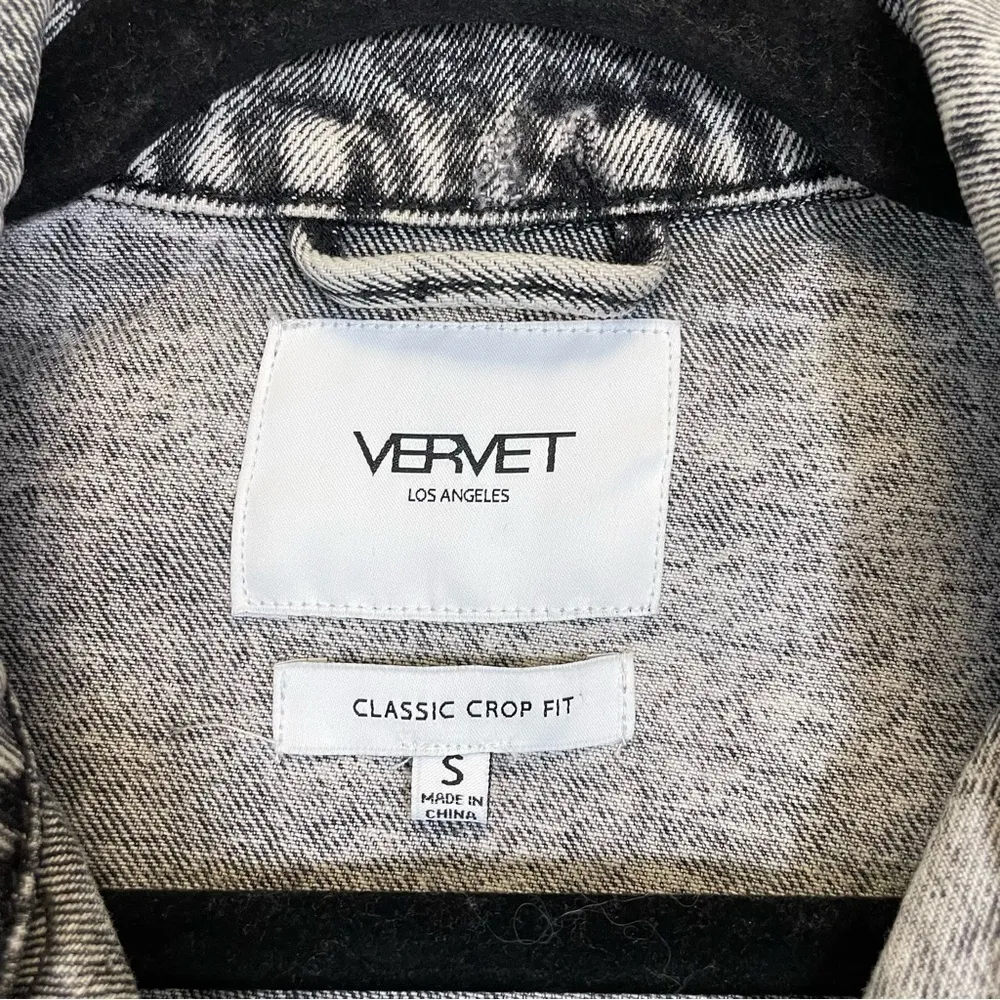 VERVET
LOS ANGELES
CLASSIC CROP FIT
S
MADE IN
CHINA